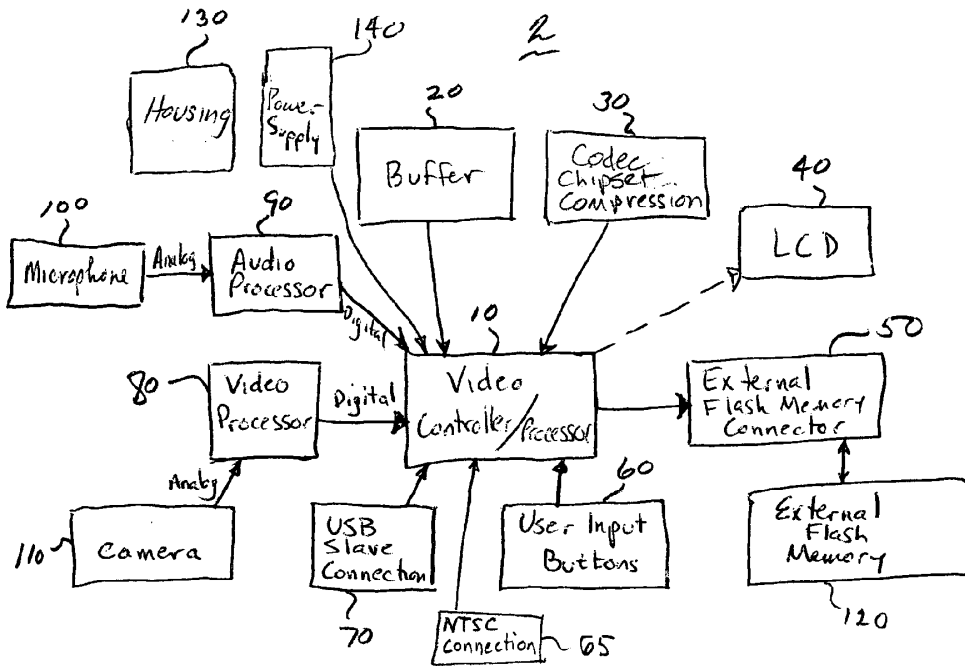 130
140
2
Housing
Power
Supply
20
Buffer
30
Codec
Chipset
Compression
40
LCD
100
Microphone
Analog
90
Audio
Processor
Digital
10
Video
Controller/Processor
50
External
Flash Memory
Connector
80
Video
Processor
Digital
Analog
110
Camera
USB
Slave
Connection
70
NTSC
Connection
65
60
User Input
Buttons
External
Flash
Memory
120